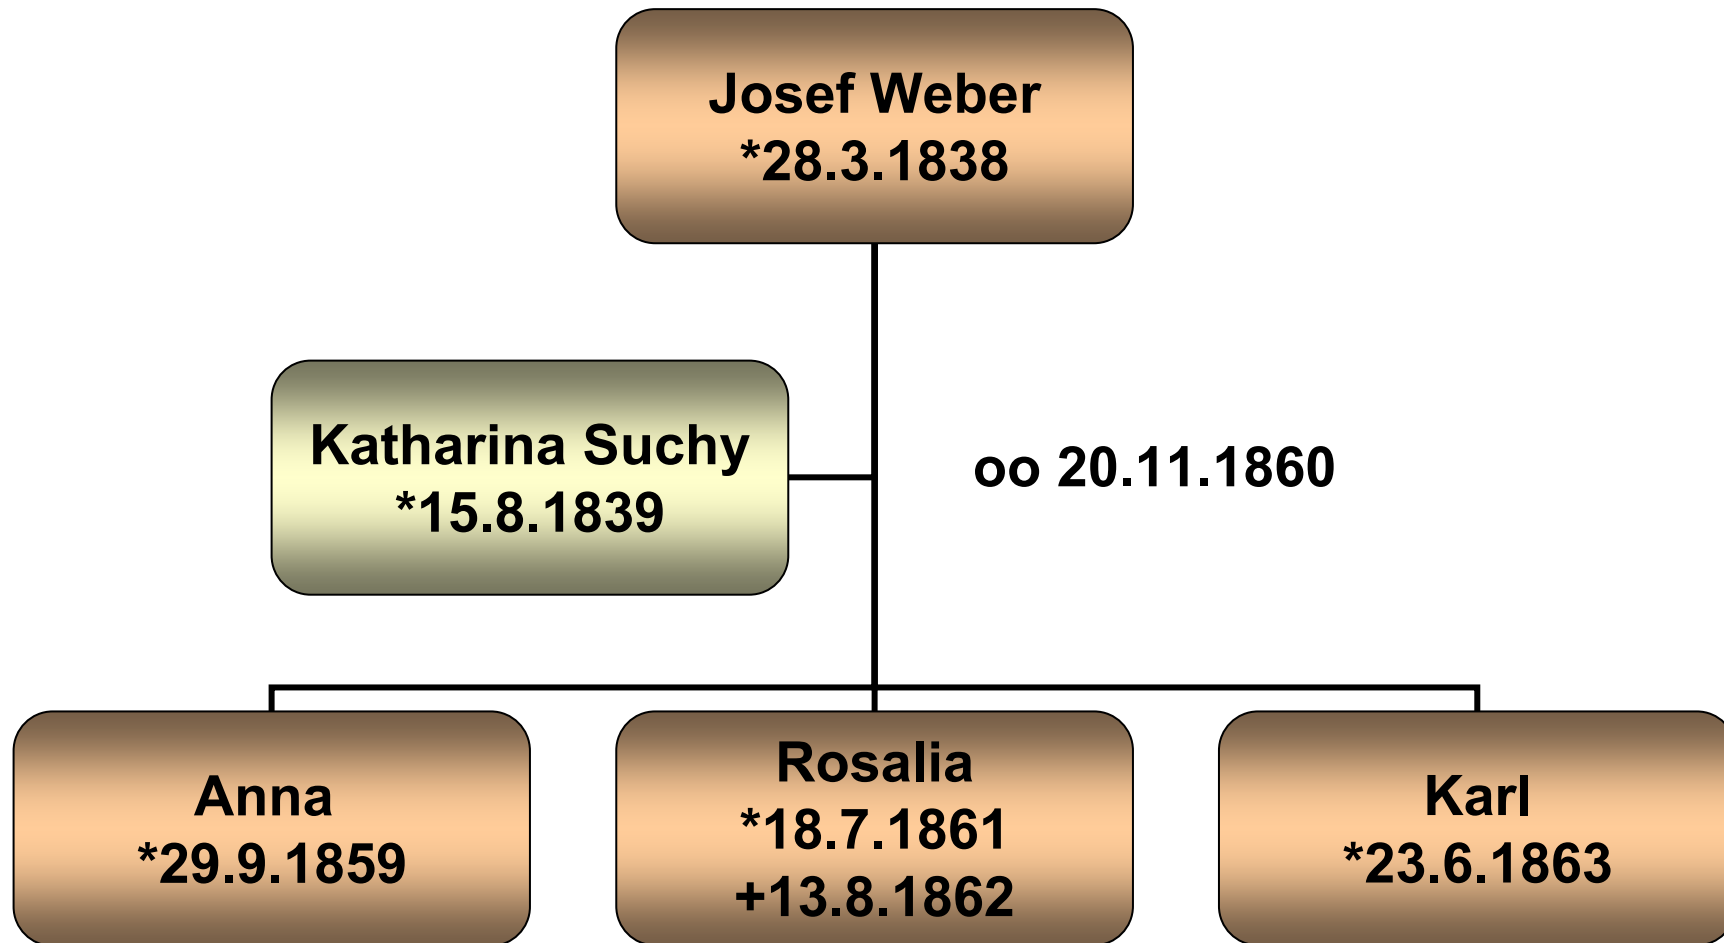 Josef Weber
*28.3.1838
Katharina Suchy
*15.8.1839
oo 20.11.1860
Anna
*29.9.1859
Rosalia
*18.7.1861
+13.8.1862
Karl
*23.6.1863